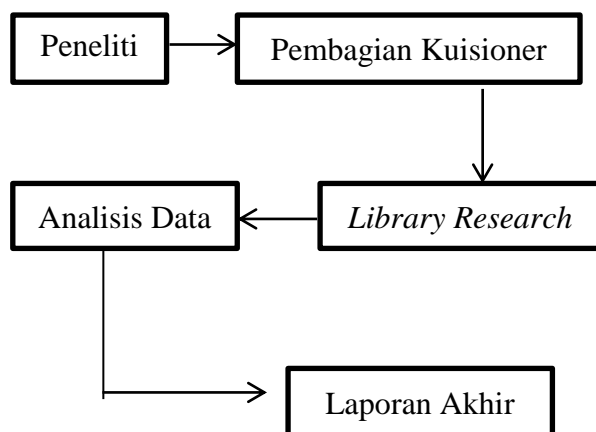 Peneliti
Pembagian Kuisioner
Library Research
Analisis Data
Laporan Akhir